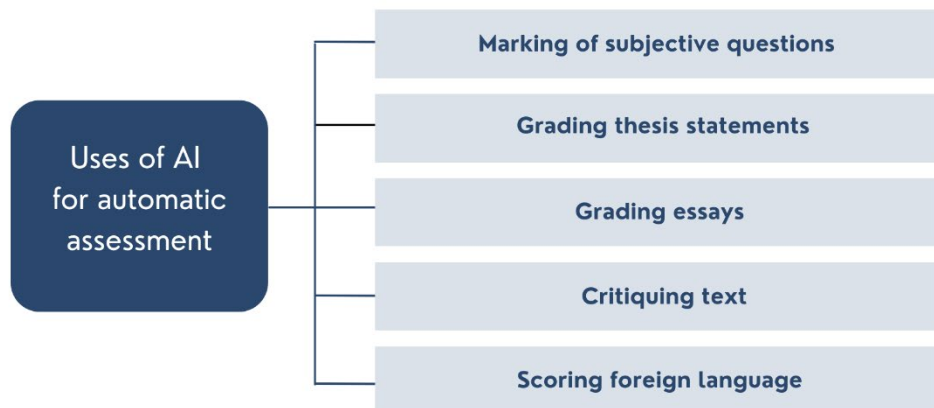 Uses of AI
for automatic
assessment
Marking of subjective questions
Grading thesis statements
Grading essays
Critiquing text
Scoring foreign language